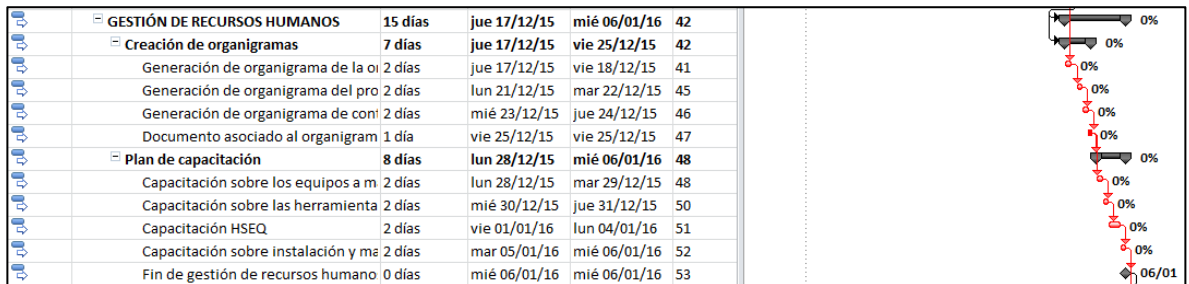 GESTIÓN DE RECURSOS HUMANOS 15 días jue 17/12/15 mié 06/01/16 42 0%
Creación de organigramas 7 días jue 17/12/15 vie 25/12/15 42 0%
Generación de organigrama de la 2 días jue 17/12/15 vie 18/12/15 41 0%
Generación de organigrama del pro 2 días lun 21/12/15 mar 22/12/15 45 0%
Generación de organigrama de cont 2 días mié 23/12/15 jue 24/12/15 46 0%
Documento asociado al organigram 1 día vie 25/12/15 vie 25/12/15 47 0%
Plan de capacitación 8 días lun 28/12/15 mié 06/01/16 48 0%
Capacitación sobre los equipos a m 2 días lun 28/12/15 mar 29/12/15 48 0%
Capacitación sobre las herramienta 2 días mié 30/12/15 jue 31/12/15 50 0%
Capacitación HSEQ 2 días vie 01/01/16 lun 04/01/16 51 0%
Capacitación sobre instalación y ma 2 días mar 05/01/16 mié 06/01/16 52 0%
Fin de gestión de recursos humano 0 días mié 06/01/16 mié 06/01/16 53 06/01